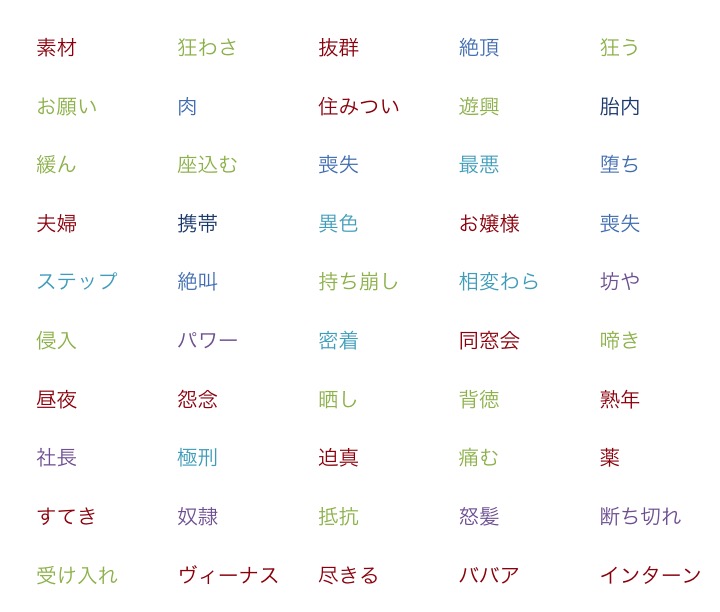 素材 狂わさ 抜群 絶頂 狂う
お願い 肉 住みつい 遊興 胎内
緩ん 座込む 喪失 最悪 堕ち
夫婦 携帯 異色 お嬢様 喪失
ステップ 絶叫 持ち崩し 相変わら 坊や
侵入 パワー 密着 同窓会 啼き
昼夜 怨念 晒し 背徳 熟年
社長 極刑 迫真 痛む 薬
すてき 奴隷 抵抗 怒髪 断ち切れ
受け入れ ヴィーナス 尽きる ババア インターン